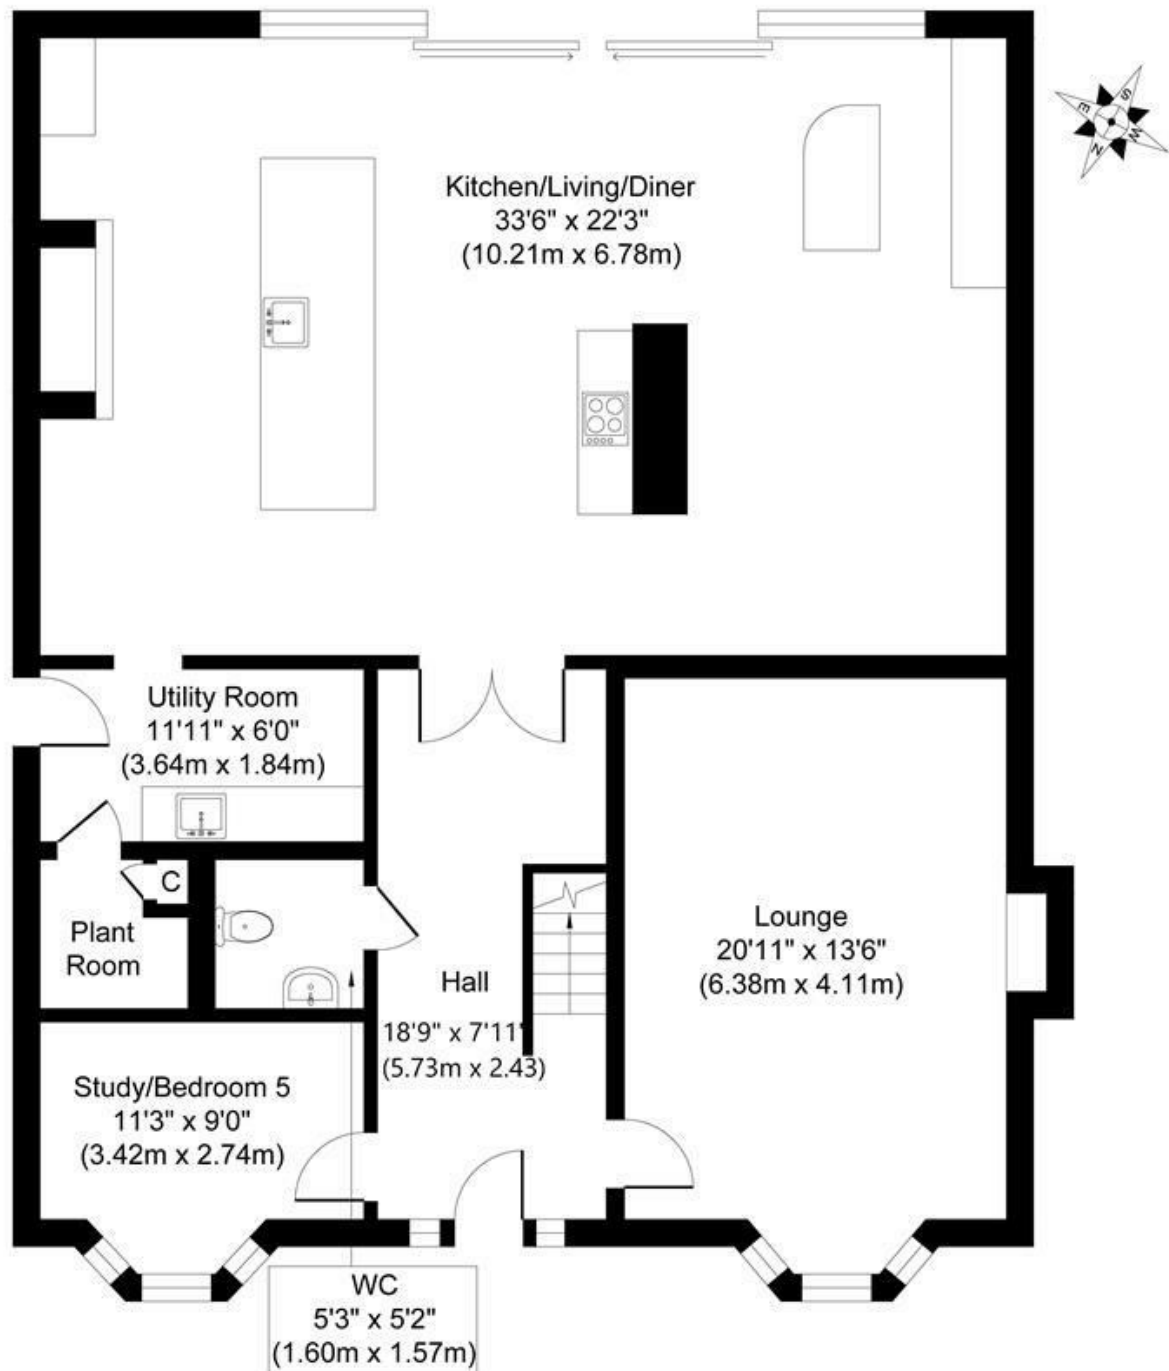 Kitchen/Living/Diner
33'6" x 22'3"
(10.21m x 6.78m)
S
E
W
N
Utility Room
11'11" x 6'0"
(3.64m x 1.84m)
C
Plant
Room
Hall
18'9" x 7'11"
(5.73m x 2.43)
Lounge
20'11" x 13'6"
(6.38m x 4.11m)
Study/Bedroom 5
11'3" x 9'0"
(3.42m x 2.74m)
WC
5'3" x 5'2"
(1.60m x 1.57m)